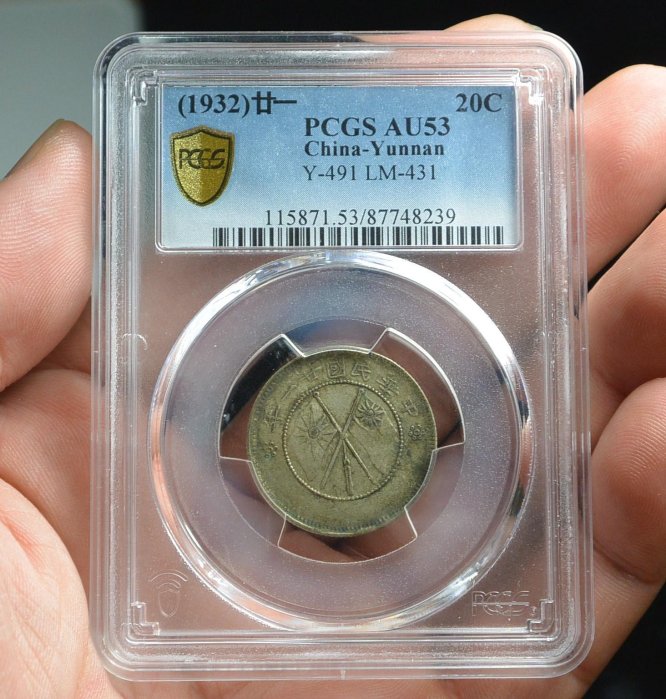 (1932)廿一 20C
PCGS AU53
China-Yunnan
PCGS
Y-491 LM-431
115871.53/87748239
年一廿國民華中
PCGS